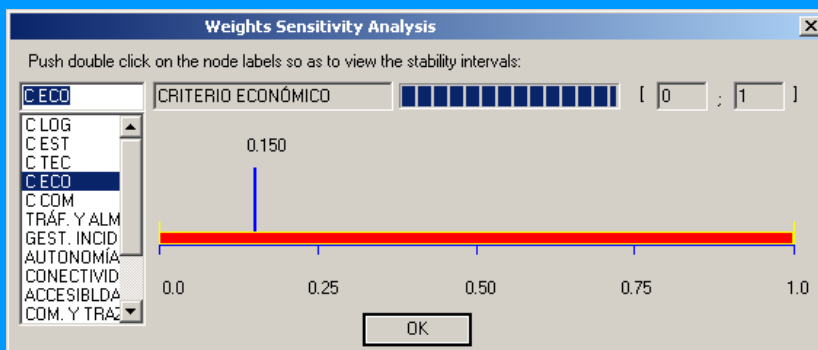 Weights Sensitivity Analysis
Push double click on the node labels so as to view the stability intervals:
C ECO
CRITERIO ECONÓMICO
[ 0 ; 1 ]
C LOG
C EST
C TEC
C ECO
C COM
TRÁF. Y ALM
GEST. INCID
AUTONOMÍA
CONECTIVID
ACCESIBLDA
COM. Y TRAZ
0.150
0.0 0.25 0.50 0.75 1.0
OK